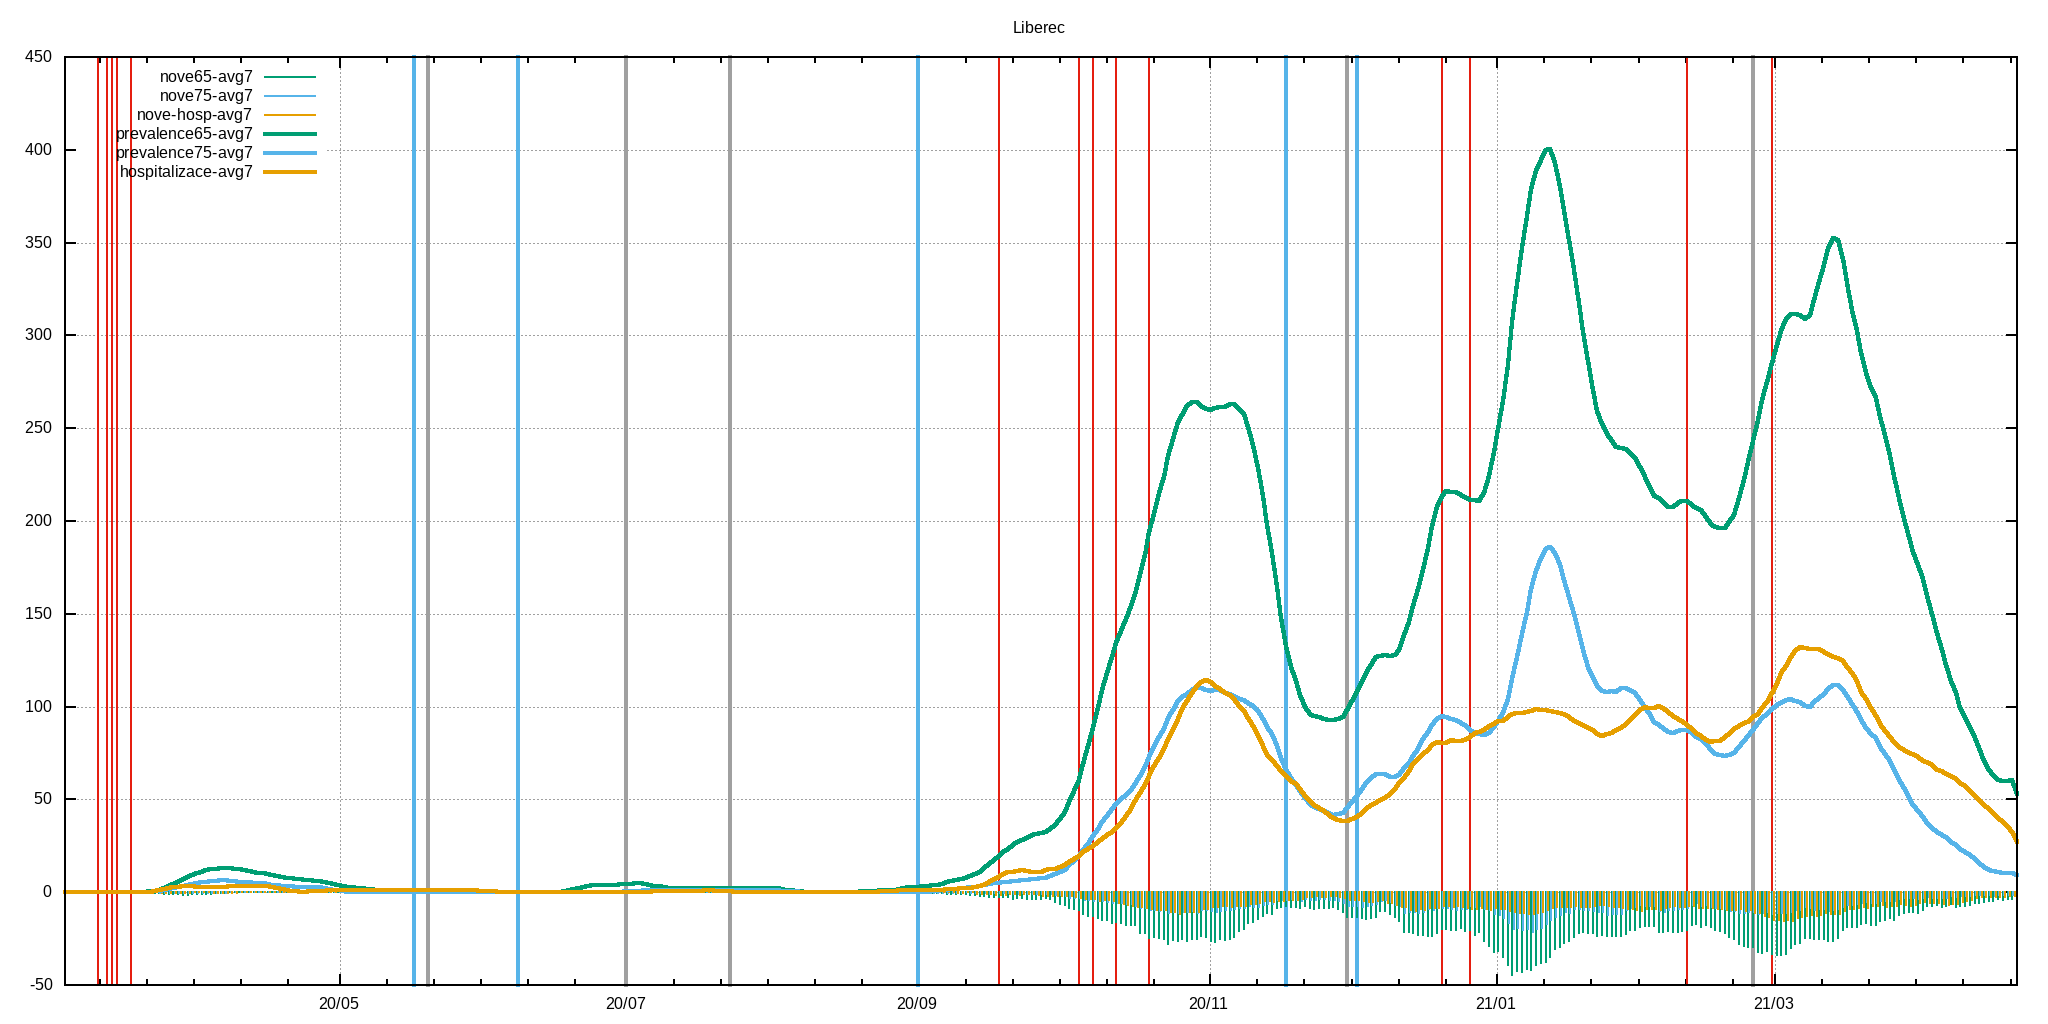 Liberec
450
400
350
300
250
200
150
100
50
0
-50
nove65-avg7
nove75-avg7
nove-hosp-avg7
prevalence65-avg7
prevalence75-avg7
hospitalizace-avg7
20/05 20/07 20/09 20/11 21/01 21/03